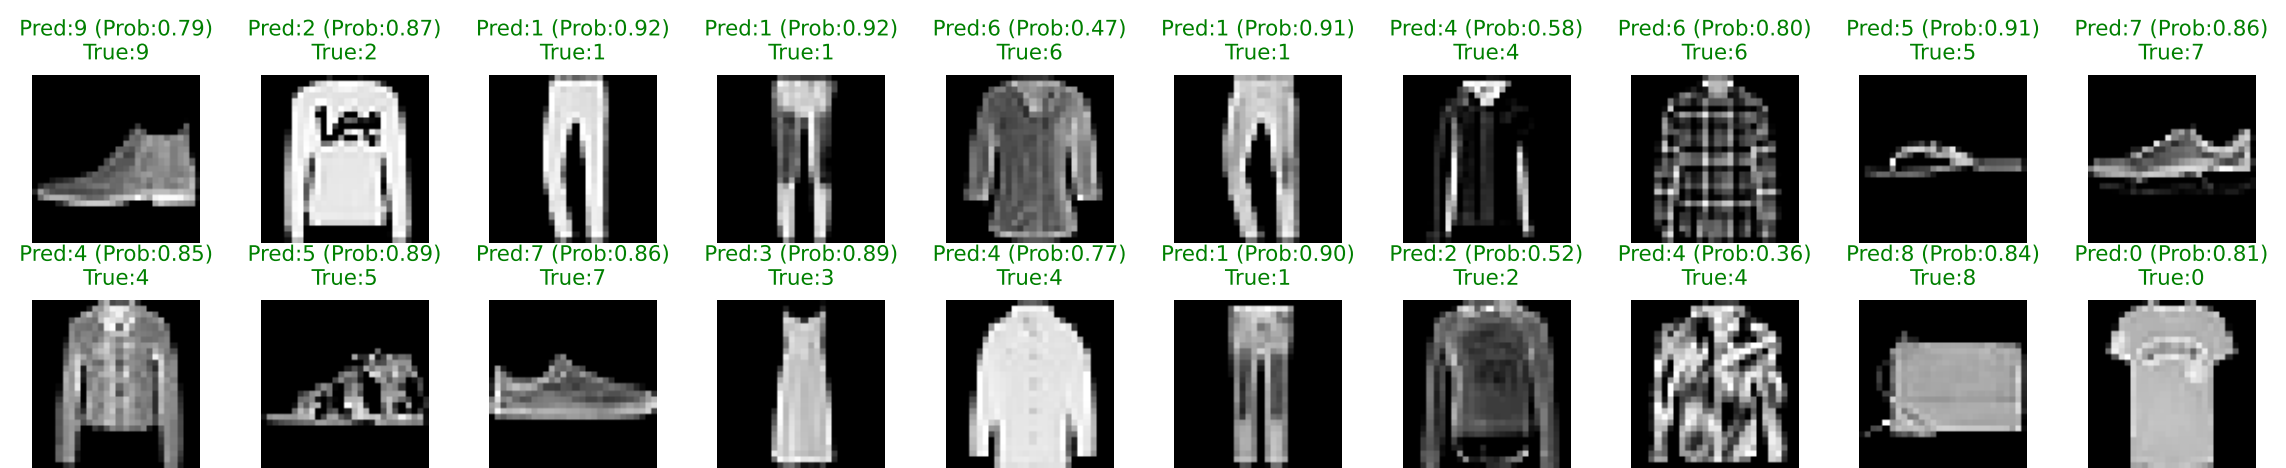 Pred:9 (Prob:0.79) Pred:2 (Prob:0.87) Pred:1 (Prob:0.92) Pred:1 (Prob:0.92) Pred:6 (Prob:0.47) Pred:1 (Prob:0.91) Pred:4 (Prob:0.58) Pred:6 (Prob:0.80) Pred:5 (Prob:0.91) Pred:7 (Prob:0.86)
True:9 True:2 True:1 True:1 True:6 True:1 True:4 True:6 True:5 True:7
Lee
Pred:4 (Prob:0.85) Pred:5 (Prob:0.89) Pred:7 (Prob:0.86) Pred:3 (Prob:0.89) Pred:4 (Prob:0.77) Pred:1 (Prob:0.90) Pred:2 (Prob:0.52) Pred:4 (Prob:0.36) Pred:8 (Prob:0.84) Pred:0 (Prob:0.81)
True:4 True:5 True:7 True:3 True:4 True:1 True:2 True:4 True:8 True:0